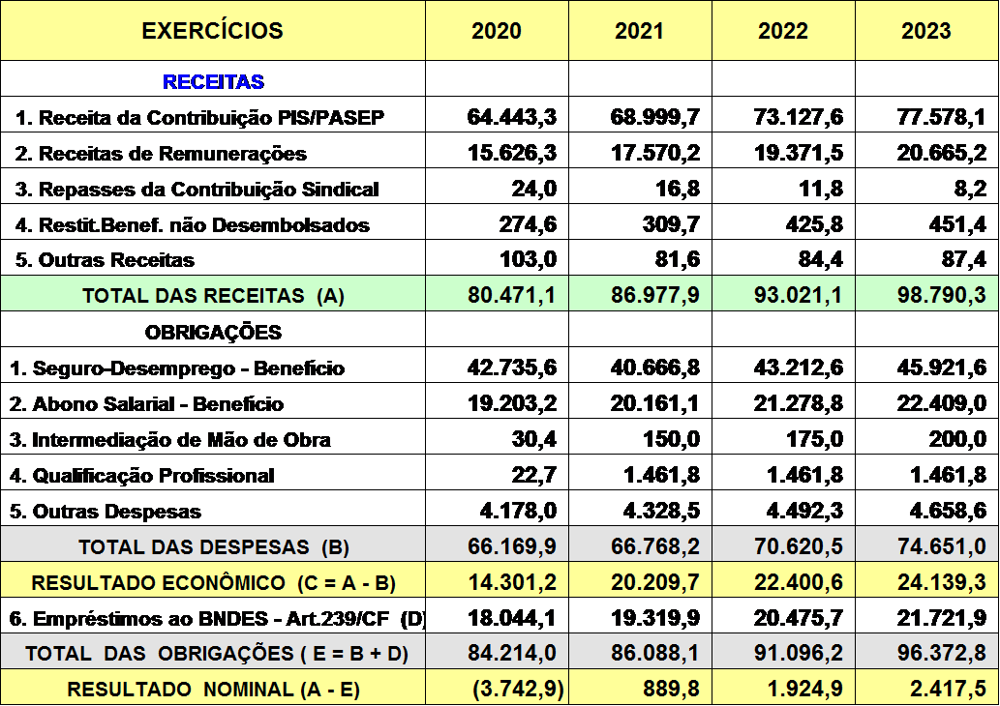 EXERCÍCIOS 2020 2021 2022 2023
RECEITAS
1. Receita da Contribuição PIS/PASEP 64.443,3 68.999,7 73.127,6 77.578,1
2. Receitas de Remunerações 15.626,3 17.570,2 19.371,5 20.665,2
3. Repasses da Contribuição Sindical 24,0 16,8 11,8 8,2
4. Restit.Benef. não Desembolsados 274,6 309,7 425,8 451,4
5. Outras Receitas 103,0 81,6 84,4 87,4
TOTAL DAS RECEITAS (A) 80.471,1 86.977,9 93.021,1 98.790,3
OBRIGAÇÕES
1. Seguro-Desemprego - Benefício 42.735,6 40.666,8 43.212,6 45.921,6
2. Abono Salarial - Benefício 19.203,2 20.161,1 21.278,8 22.409,0
3. Intermediação de Mão de Obra 30,4 150,0 175,0 200,0
4. Qualificação Profissional 22,7 1.461,8 1.461,8 1.461,8
5. Outras Despesas 4.178,0 4.328,5 4.492,3 4.658,6
TOTAL DAS DESPESAS (B) 66.169,9 66.768,2 70.620,5 74.651,0
RESULTADO ECONÔMICO (C = A - B) 14.301,2 20.209,7 22.400,6 24.139,3
6. Empréstimos ao BNDES - Art.239/CF (D) 18.044,1 19.319,9 20.475,7 21.721,9
TOTAL DAS OBRIGAÇÕES ( E = B + D) 84.214,0 86.088,1 91.096,2 96.372,8
RESULTADO NOMINAL (A - E) (3.742,9) 889,8 1.924,9 2.417,5